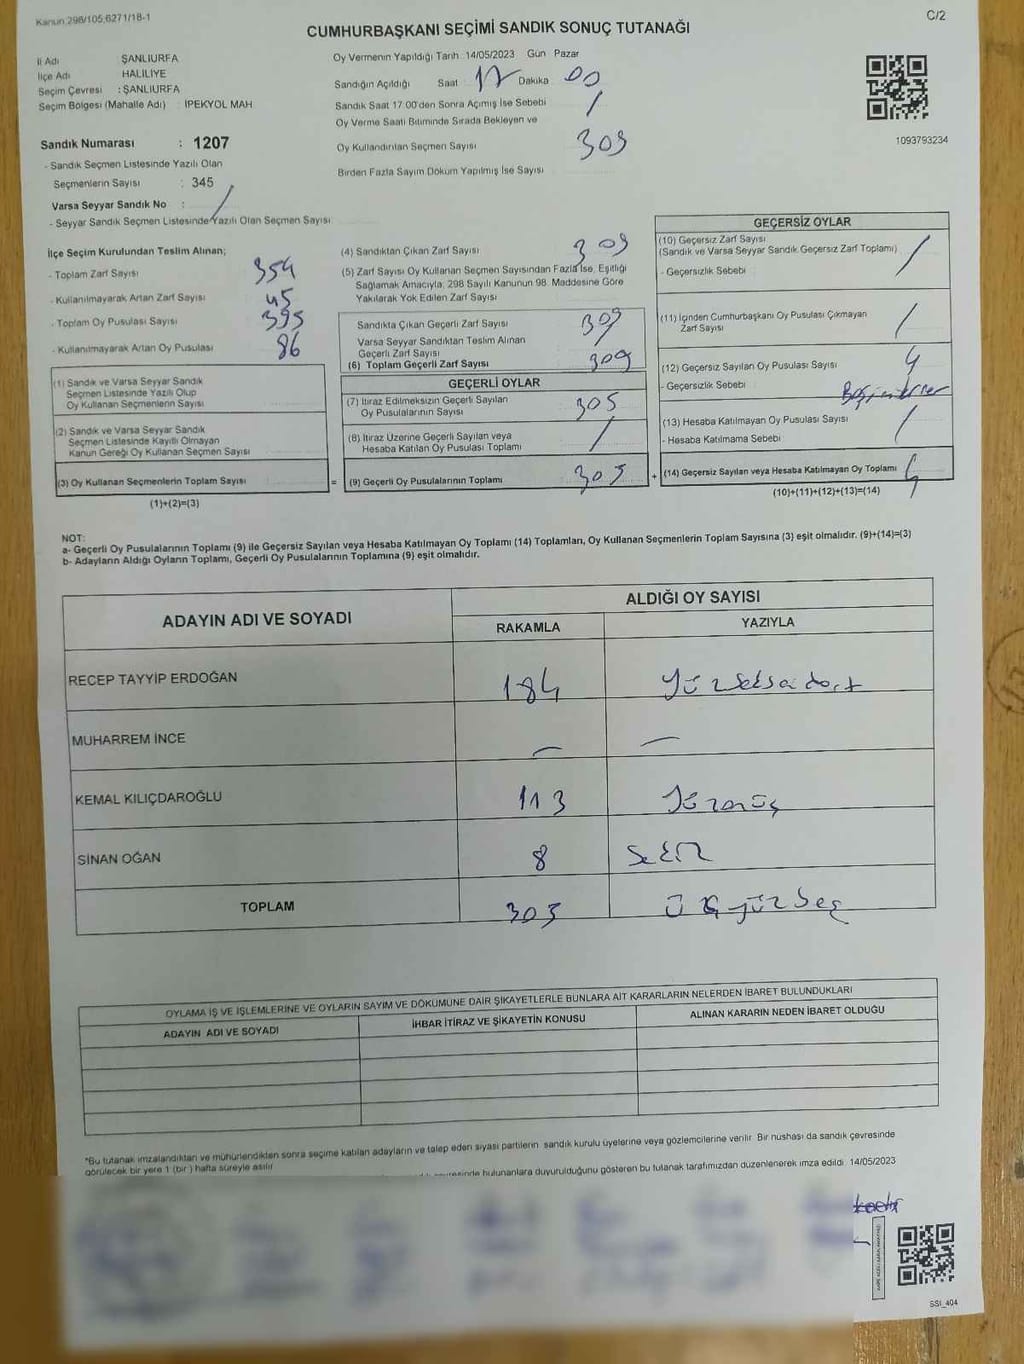 Kanun:298/105;6271/18-1
C/2
CUMHURBAŞKANI SEÇİMİ SANDIK SONUÇ TUTANAĞI
İl Adı : ŞANLIURFA
İlçe Adı : HALİLİYE
Seçim Çevresi : ŞANLIURFA
Seçim Bölgesi (Mahalle Adı) : İPEKYOL MAH
Sandık Numarası : 1207
- Sandık Seçmen Listesinde Yazılı Olan
Seçmenlerin Sayısı : 345
Varsa Seyyar Sandık No : /
- Seyyar Sandık Seçmen Listesinde Yazılı Olan Seçmen Sayısı
Oy Vermenin Yapıldığı Tarih 14/05/2023 Gün Pazar
Sandığın Açıldığı Saat 17 Dakika 00
Sandık Saat 17:00'den Sonra Açılmış İse Sebebi /
Oy Verme Saati Bitiminde Sırada Bekleyen ve
Oy Kullandırılan Seçmen Sayısı 309
Birden Fazla Sayım Döküm Yapılmış İse Sayısı
1093793234
İlçe Seçim Kurulundan Teslim Alınan;
- Toplam Zarf Sayısı 354
- Kullanılmayarak Artan Zarf Sayısı 45
- Toplam Oy Pusulası Sayısı 395
- Kullanılmayarak Artan Oy Pusulası 86
(1) Sandık ve Varsa Seyyar Sandık
Seçmen Listesinde Yazılı Olup
Oy Kullanan Seçmenlerin Sayısı
(2) Sandık ve Varsa Seyyar Sandık
Seçmen Listesinde Kayıtlı Olmayan
Kanun Gereği Oy Kullanan Seçmen Sayısı
(3) Oy Kullanan Seçmenlerin Toplam Sayısı
(1)+(2)=(3)
=
(4) Sandıktan Çıkan Zarf Sayısı 309
(5) Zarf Sayısı Oy Kullanan Seçmen Sayısından Fazla İse, Eşitliği
Sağlamak Amacıyla; 298 Sayılı Kanunun 98. Maddesine Göre
Yakılarak Yok Edilen Zarf Sayısı
Sandıkta Çıkan Geçerli Zarf Sayısı 309
Varsa Seyyar Sandıktan Teslim Alınan
Geçerli Zarf Sayısı
(6) Toplam Geçerli Zarf Sayısı 309
GEÇERLİ OYLAR
(7) İtiraz Edilmeksizin Geçerli Sayılan
Oy Pusulalarının Sayısı 305
(8) İtiraz Üzerine Geçerli Sayılan veya
Hesaba Katılan Oy Pusulası Toplamı /
(9) Geçerli Oy Pusulalarının Toplamı 305
+
GEÇERSİZ OYLAR
(10) Geçersiz Zarf Sayısı
(Sandık ve Varsa Seyyar Sandık Geçersiz Zarf Toplamı) /
- Geçersizlik Sebebi
(11) İçinden Cumhurbaşkanı Oy Pusulası Çıkmayan
Zarf Sayısı /
(12) Geçersiz Sayılan Oy Pusulası Sayısı 4
- Geçersizlik Sebebi
(13) Hesaba Katılmayan Oy Pusulası Sayısı /
- Hesaba Katılmama Sebebi
(14) Geçersiz Sayılan veya Hesaba Katılmayan Oy Toplamı 4
(10)+(11)+(12)+(13)=(14)
NOT:
a- Geçerli Oy Pusulalarının Toplamı (9) ile Geçersiz Sayılan veya Hesaba Katılmayan Oy Toplamı (14) Toplamları, Oy Kullanan Seçmenlerin Toplam Sayısına (3) eşit olmalıdır. (9)+(14)=(3)
b- Adayların Aldığı Oyların Toplamı, Geçerli Oy Pusulalarının Toplamına (9) eşit olmalıdır.
ADAYIN ADI VE SOYADI
ALDIĞI OY SAYISI
RAKAMLA YAZIYLA
RECEP TAYYİP ERDOĞAN 184 Yüzseksandört
MUHARREM İNCE — —
KEMAL KILIÇDAROĞLU 113 Yüzonüç
SİNAN OĞAN 8 Sekiz
TOPLAM 305 üçyüzbeş
OYLAMA İŞ VE İŞLEMLERİNE VE OYLARIN SAYIM VE DÖKÜMÜNE DAİR ŞİKAYETLERLE BUNLARA AİT KARARLARIN NELERDEN İBARET BULUNDUKLARI
ADAYIN ADI VE SOYADI İHBAR İTİRAZ VE ŞİKAYETİN KONUSU ALINAN KARARIN NEDEN İBARET OLDUĞU
*Bu tutanak imzalandıktan ve mühürlendikten sonra seçime katılan adayların ve talep eden siyasi partilerin sandık kurulu üyelerine veya gözlemcilerine verilir. Bir nüshası da sandık çevresinde
görülecek bir yere 1 (bir) hafta süreyle asılır.
çevresinde bulunanlara duyurulduğunu gösteren bu tutanak tarafımızdan düzenlenerek imza edildi. 14/05/2023
SSI_404